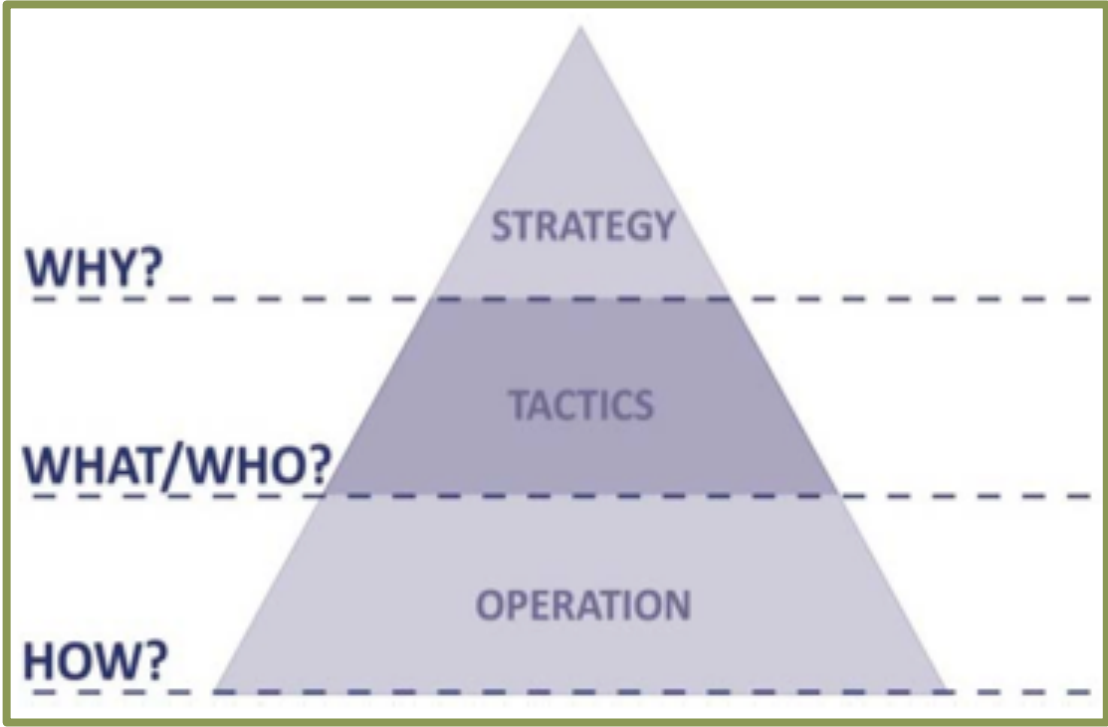 STRATEGY
WHY?
TACTICS
WHAT/WHO?
OPERATION
HOW?